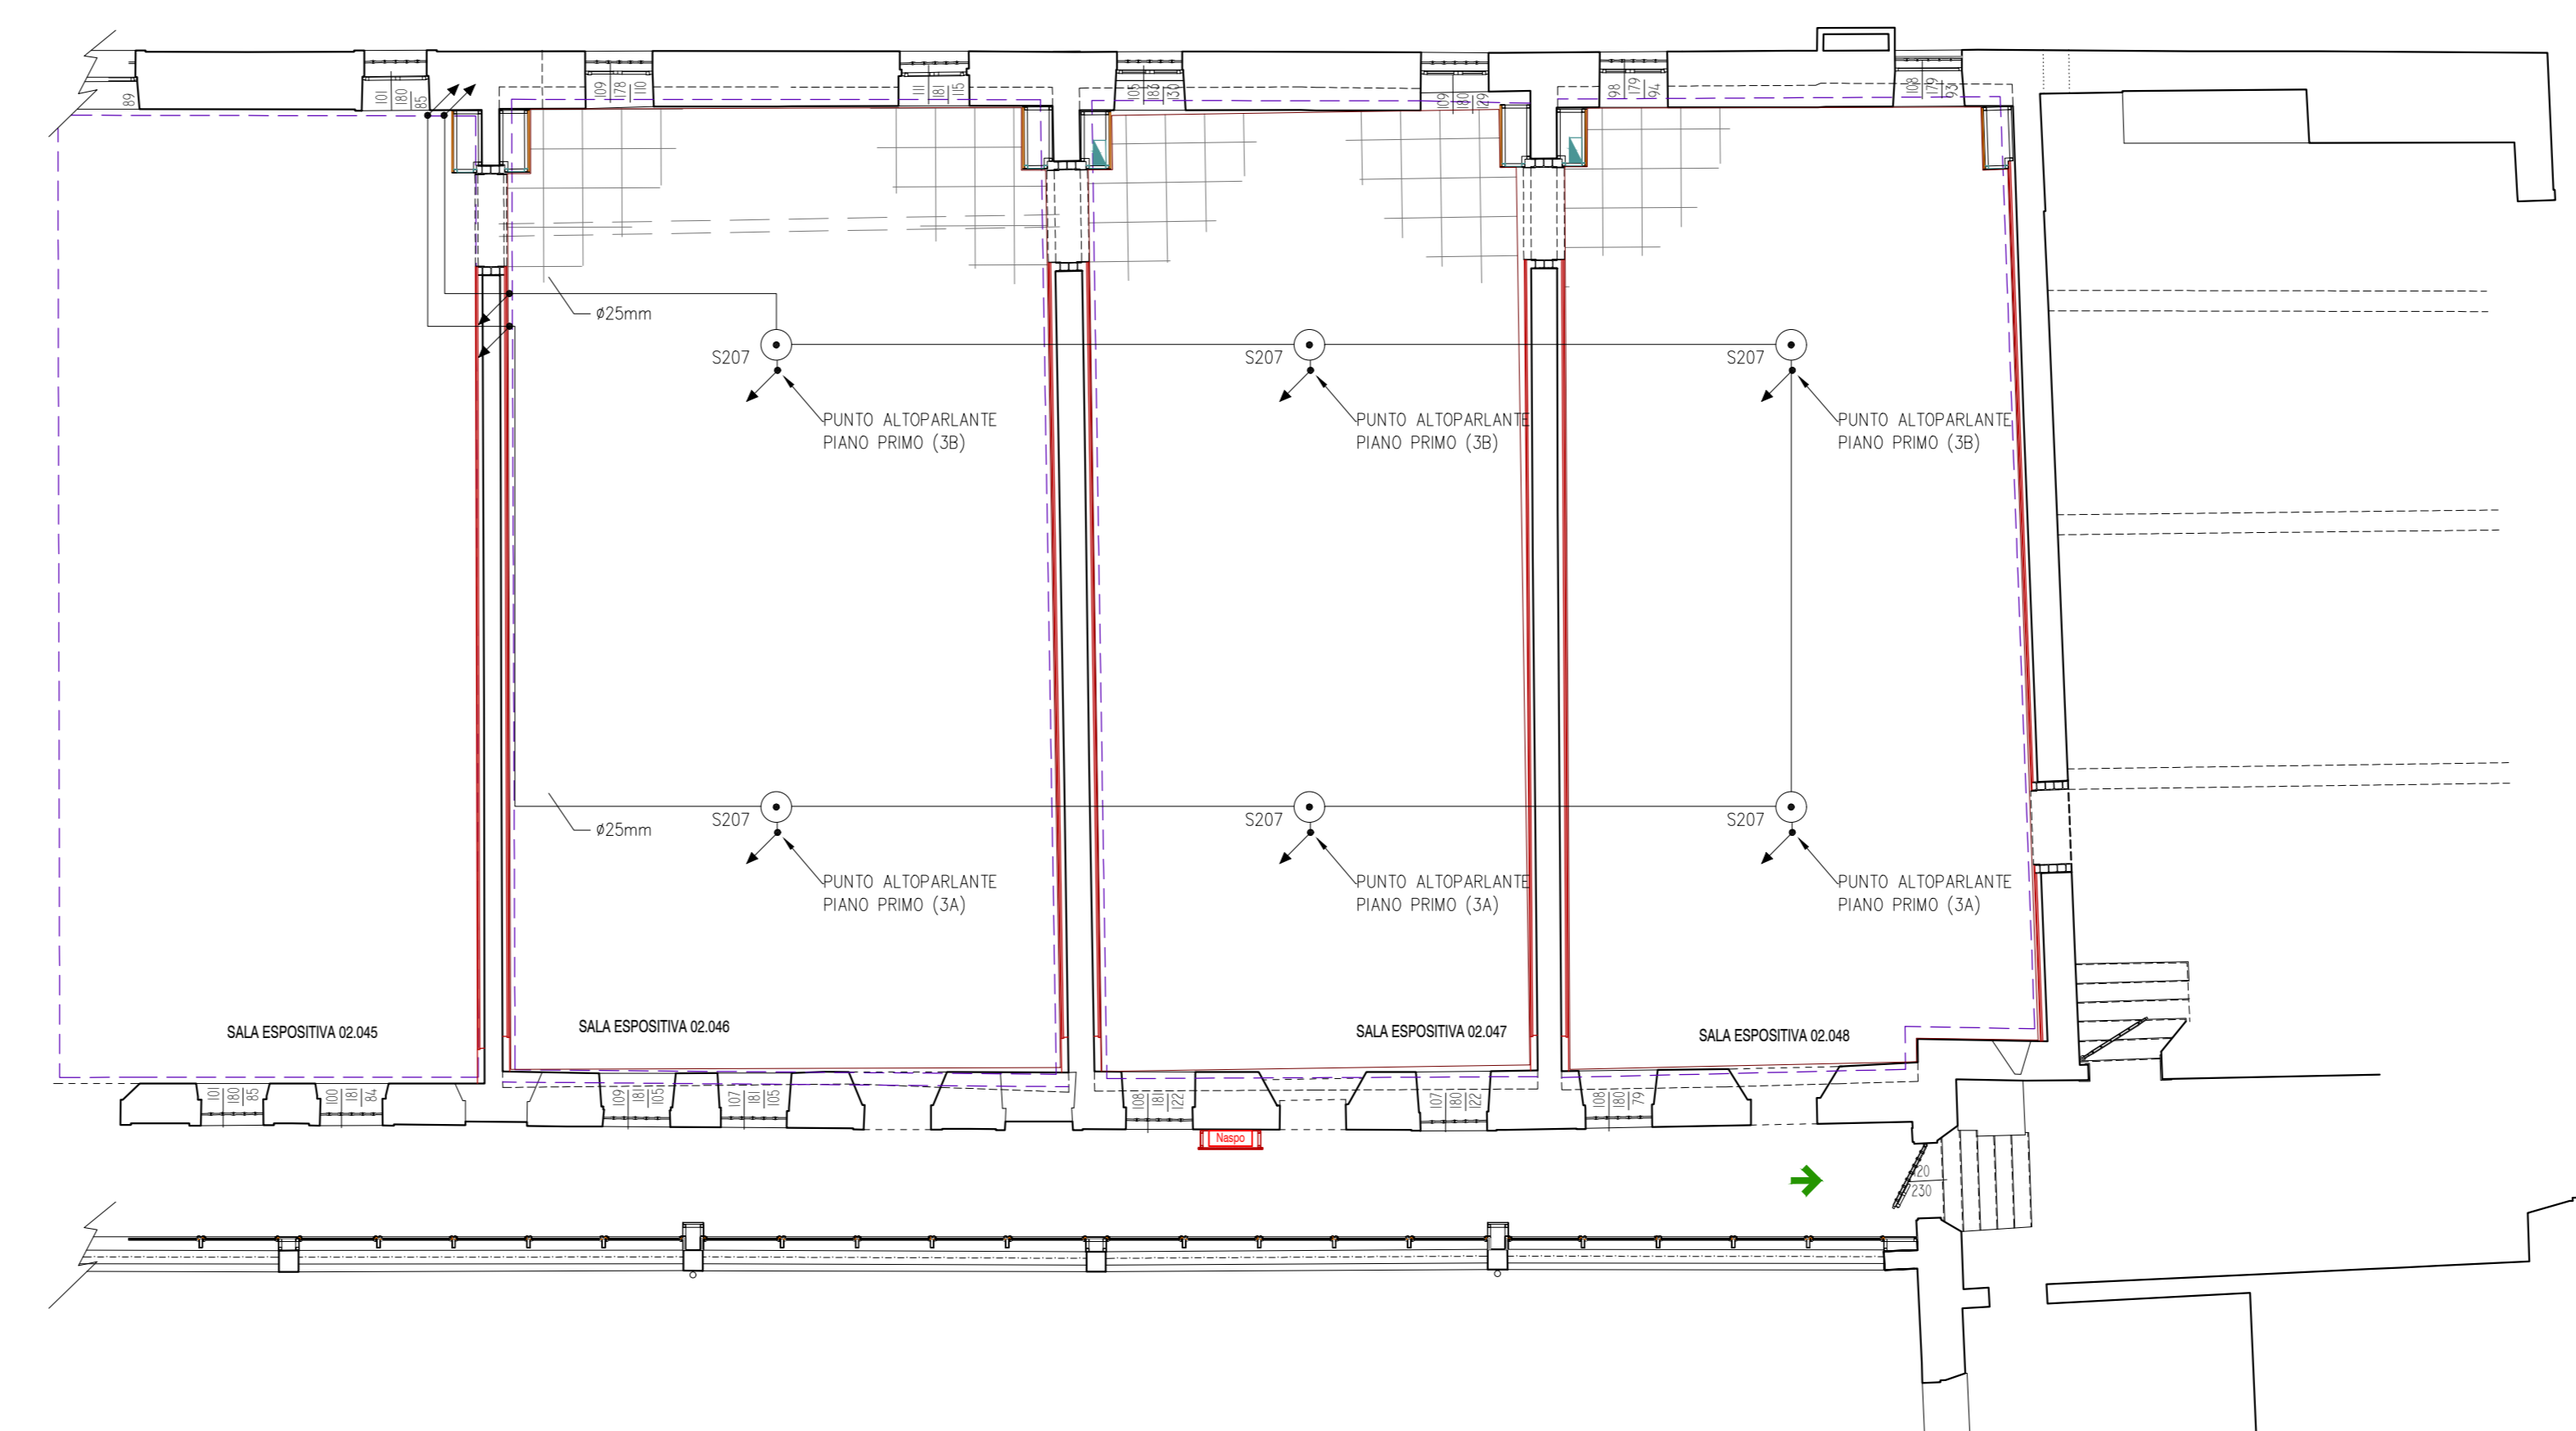 89
101
180
85
109
178
110
111
181
115
105
183
130
109
180
129
98
179
94
108
179
93
ø25mm
S207
PUNTO ALTOPARLANTE
PIANO PRIMO (3B)
S207
PUNTO ALTOPARLANTE
PIANO PRIMO (3B)
S207
PUNTO ALTOPARLANTE
PIANO PRIMO (3B)
ø25mm
S207
PUNTO ALTOPARLANTE
PIANO PRIMO (3A)
S207
PUNTO ALTOPARLANTE
PIANO PRIMO (3A)
S207
PUNTO ALTOPARLANTE
PIANO PRIMO (3A)
SALA ESPOSITIVA 02.045
SALA ESPOSITIVA 02.046
SALA ESPOSITIVA 02.047
SALA ESPOSITIVA 02.048
101
180
85
100
181
84
109
181
105
107
181
105
108
181
122
107
180
122
108
180
79
Naspo
230